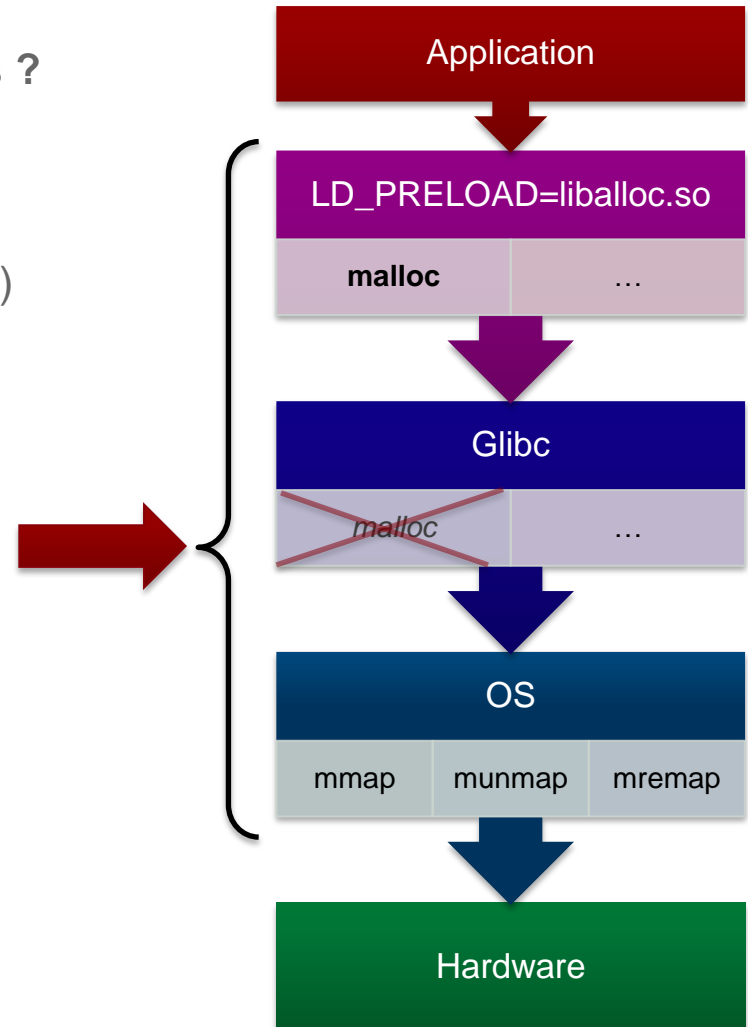 ?
Application
LD_PRELOAD=liballoc.so
malloc …
)
Glibc
malloc …
OS
mmap munmap mremap
Hardware